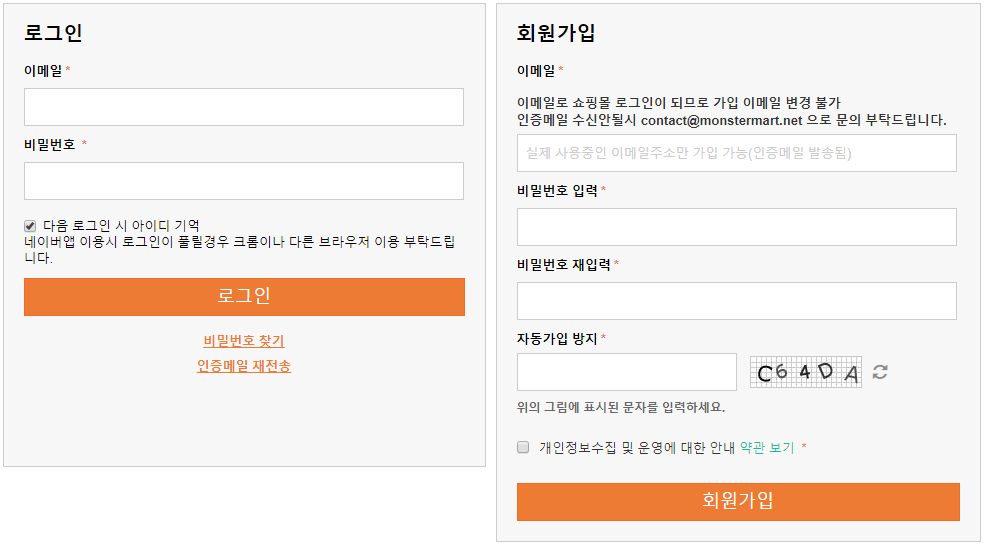 로그인
이메일 *
비밀번호 *
다음 로그인 시 아이디 기억
네이버앱 이용시 로그인이 풀릴경우 크롬이나 다른 브라우저 이용 부탁드립
니다.
로그인
비밀번호 찾기
인증메일 재전송
회원가입
이메일 *
이메일로 쇼핑몰 로그인이 되므로 가입 이메일 변경 불가
인증메일 수신안될시 contact@monstermart.net 으로 문의 부탁드립니다.
실제 사용중인 이메일주소만 가입 가능(인증메일 발송됨)
비밀번호 입력 *
비밀번호 재입력 *
자동가입 방지 *
C64DA
위의 그림에 표시된 문자를 입력하세요.
개인정보수집 및 운영에 대한 안내 약관 보기 *
회원가입